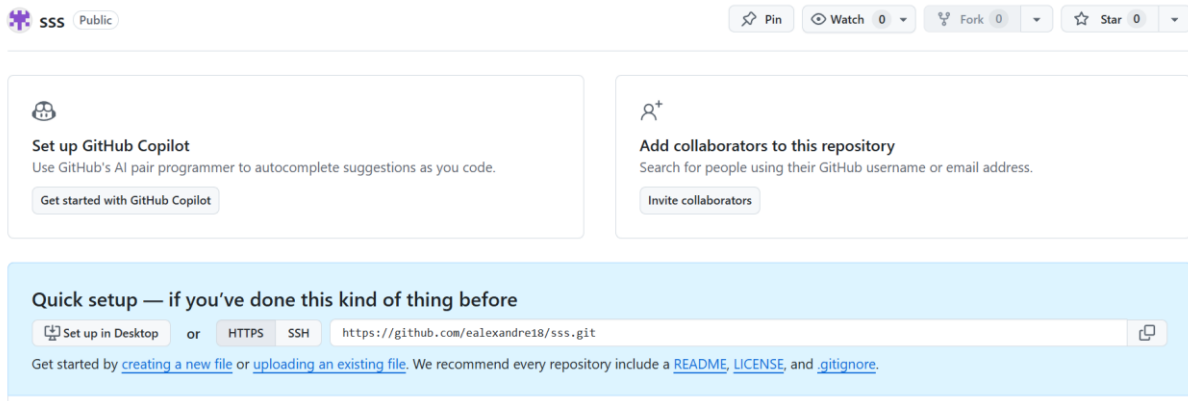 sss Public
Pin Watch 0 Fork 0 Star 0
Set up GitHub Copilot
Use GitHub's AI pair programmer to autocomplete suggestions as you code.
Get started with GitHub Copilot
Add collaborators to this repository
Search for people using their GitHub username or email address.
Invite collaborators
Quick setup — if you've done this kind of thing before
Set up in Desktop or HTTPS SSH https://github.com/ealexandre18/sss.git
Get started by creating a new file or uploading an existing file. We recommend every repository include a README, LICENSE, and .gitignore.